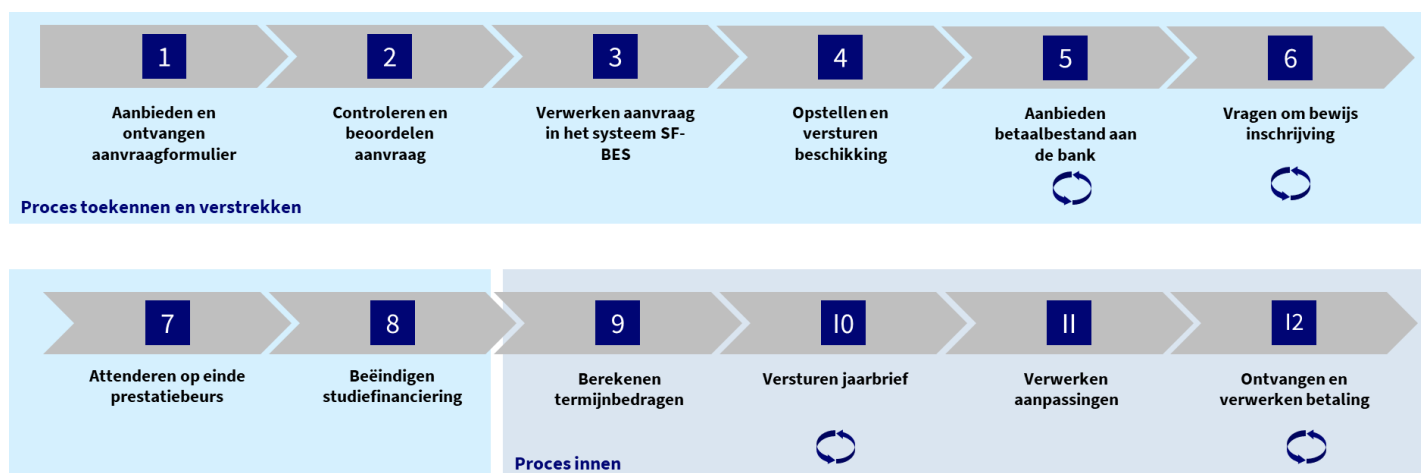 1
Aanbieden en
ontvangen
aanvraagformulier
2
Controleren en
beoordelen
aanvraag
3
Verwerken aanvraag
in het systeem SF-
BES
4
Opstellen en
versturen
beschikking
5
Aanbieden
betaalbestand aan
de bank
6
Vragen om bewijs
inschrijving
Proces toekennen en verstrekken
7
Attenderen op einde
prestatiebeurs
8
Beëindigen
studiefinanciering
9
Berekenen
termijnbedragen
10
Versturen jaarbrief
11
Verwerken
aanpassingen
12
Ontvangen en
verwerken betaling
Proces innen